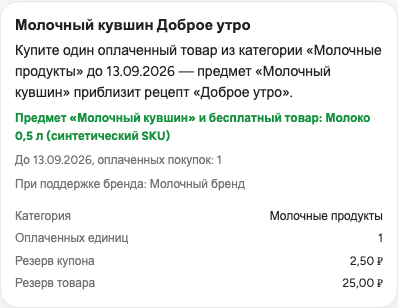 Молочный кувшин Доброе утро
Купите один оплаченный товар из категории «Молочные
продукты» до 13.09.2026 — предмет «Молочный
кувшин» приблизит рецепт «Доброе утро».
Предмет «Молочный кувшин» и бесплатный товар: Молоко
0,5 л (синтетический SKU)
До 13.09.2026, оплаченных покупок: 1
При поддержке бренда: Молочный бренд
Категория Молочные продукты
Оплаченных единиц 1
Резерв купона 2,50 ₽
Резерв товара 25,00 ₽